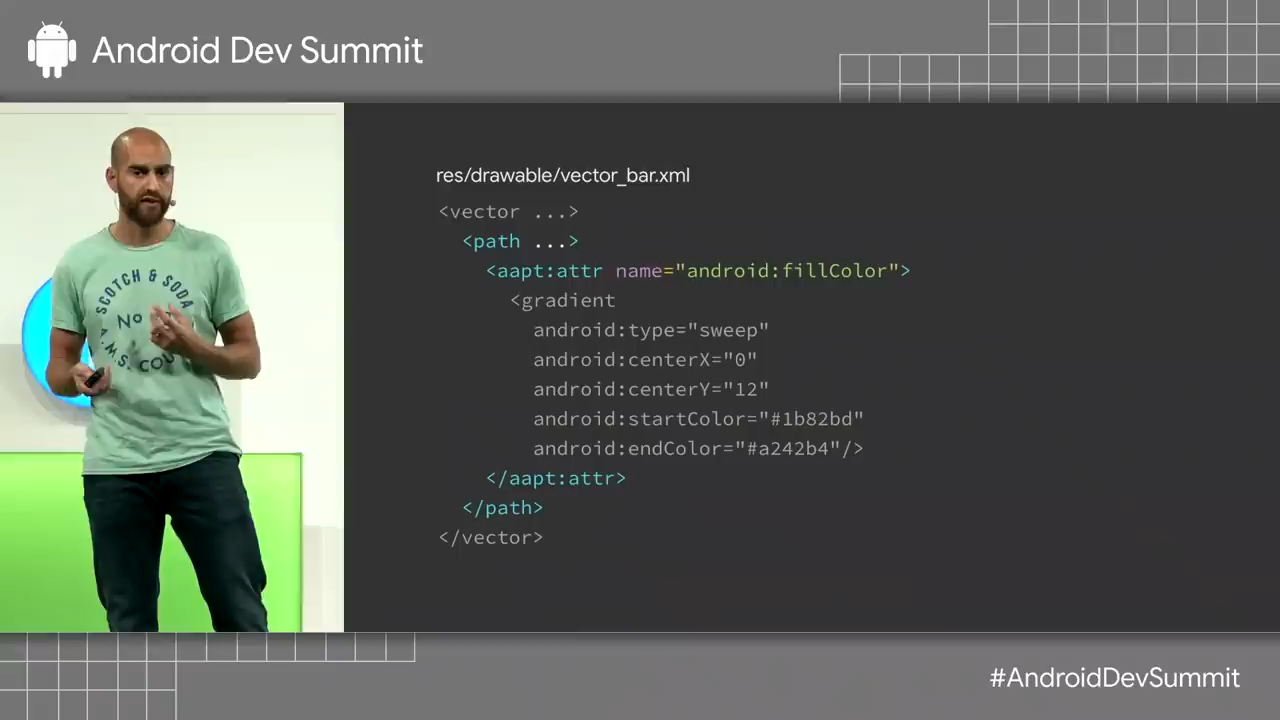 Android Dev Summit
SCOTCH & SODA
No
A.M.S. COU
res/drawable/vector_bar.xml
<vector ...>
  <path ...>
    <aapt:attr name="android:fillColor">
      <gradient
        android:type="sweep"
        android:centerX="0"
        android:centerY="12"
        android:startColor="#1b82bd"
        android:endColor="#a242b4"/>
    </aapt:attr>
  </path>
</vector>
#AndroidDevSummit